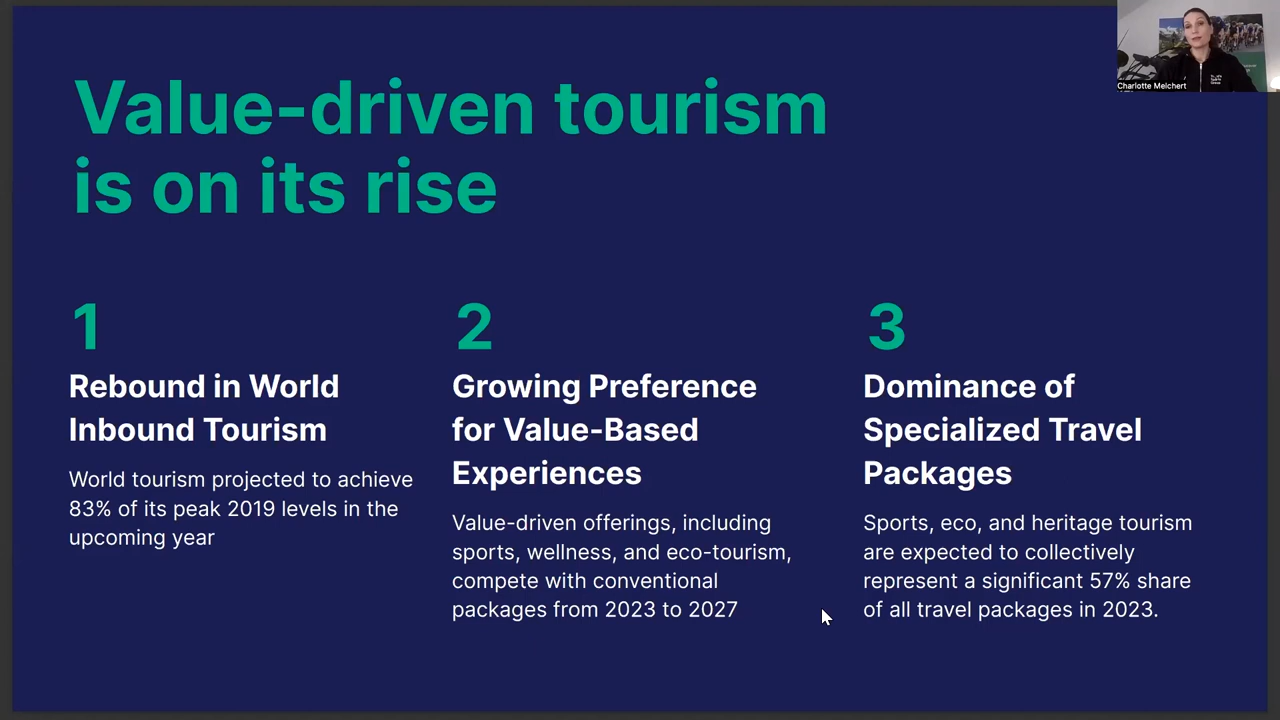 Value-driven tourism
is on its rise
1
Rebound in World
Inbound Tourism
World tourism projected to achieve
83% of its peak 2019 levels in the
upcoming year
2
Growing Preference
for Value-Based
Experiences
Value-driven offerings, including
sports, wellness, and eco-tourism,
compete with conventional
packages from 2023 to 2027
3
Dominance of
Specialized Travel
Packages
Sports, eco, and heritage tourism
are expected to collectively
represent a significant 57% share
of all travel packages in 2023.
Charlotte Melchert